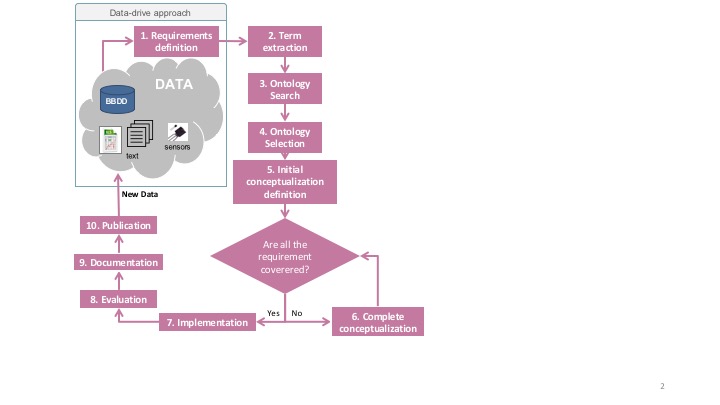 Data-drive approach
1. Requirements
definition
2. Term
extraction
DATA
3. Ontology
Search
BBDD
4. Ontology
Selection
text
sensors
5. Initial
conceptualization
definition
New Data
10. Publication
Are all the
requirement
coverered?
9. Documentation
8. Evaluation
Yes
No
7. Implementation
6. Complete
conceptualization
2